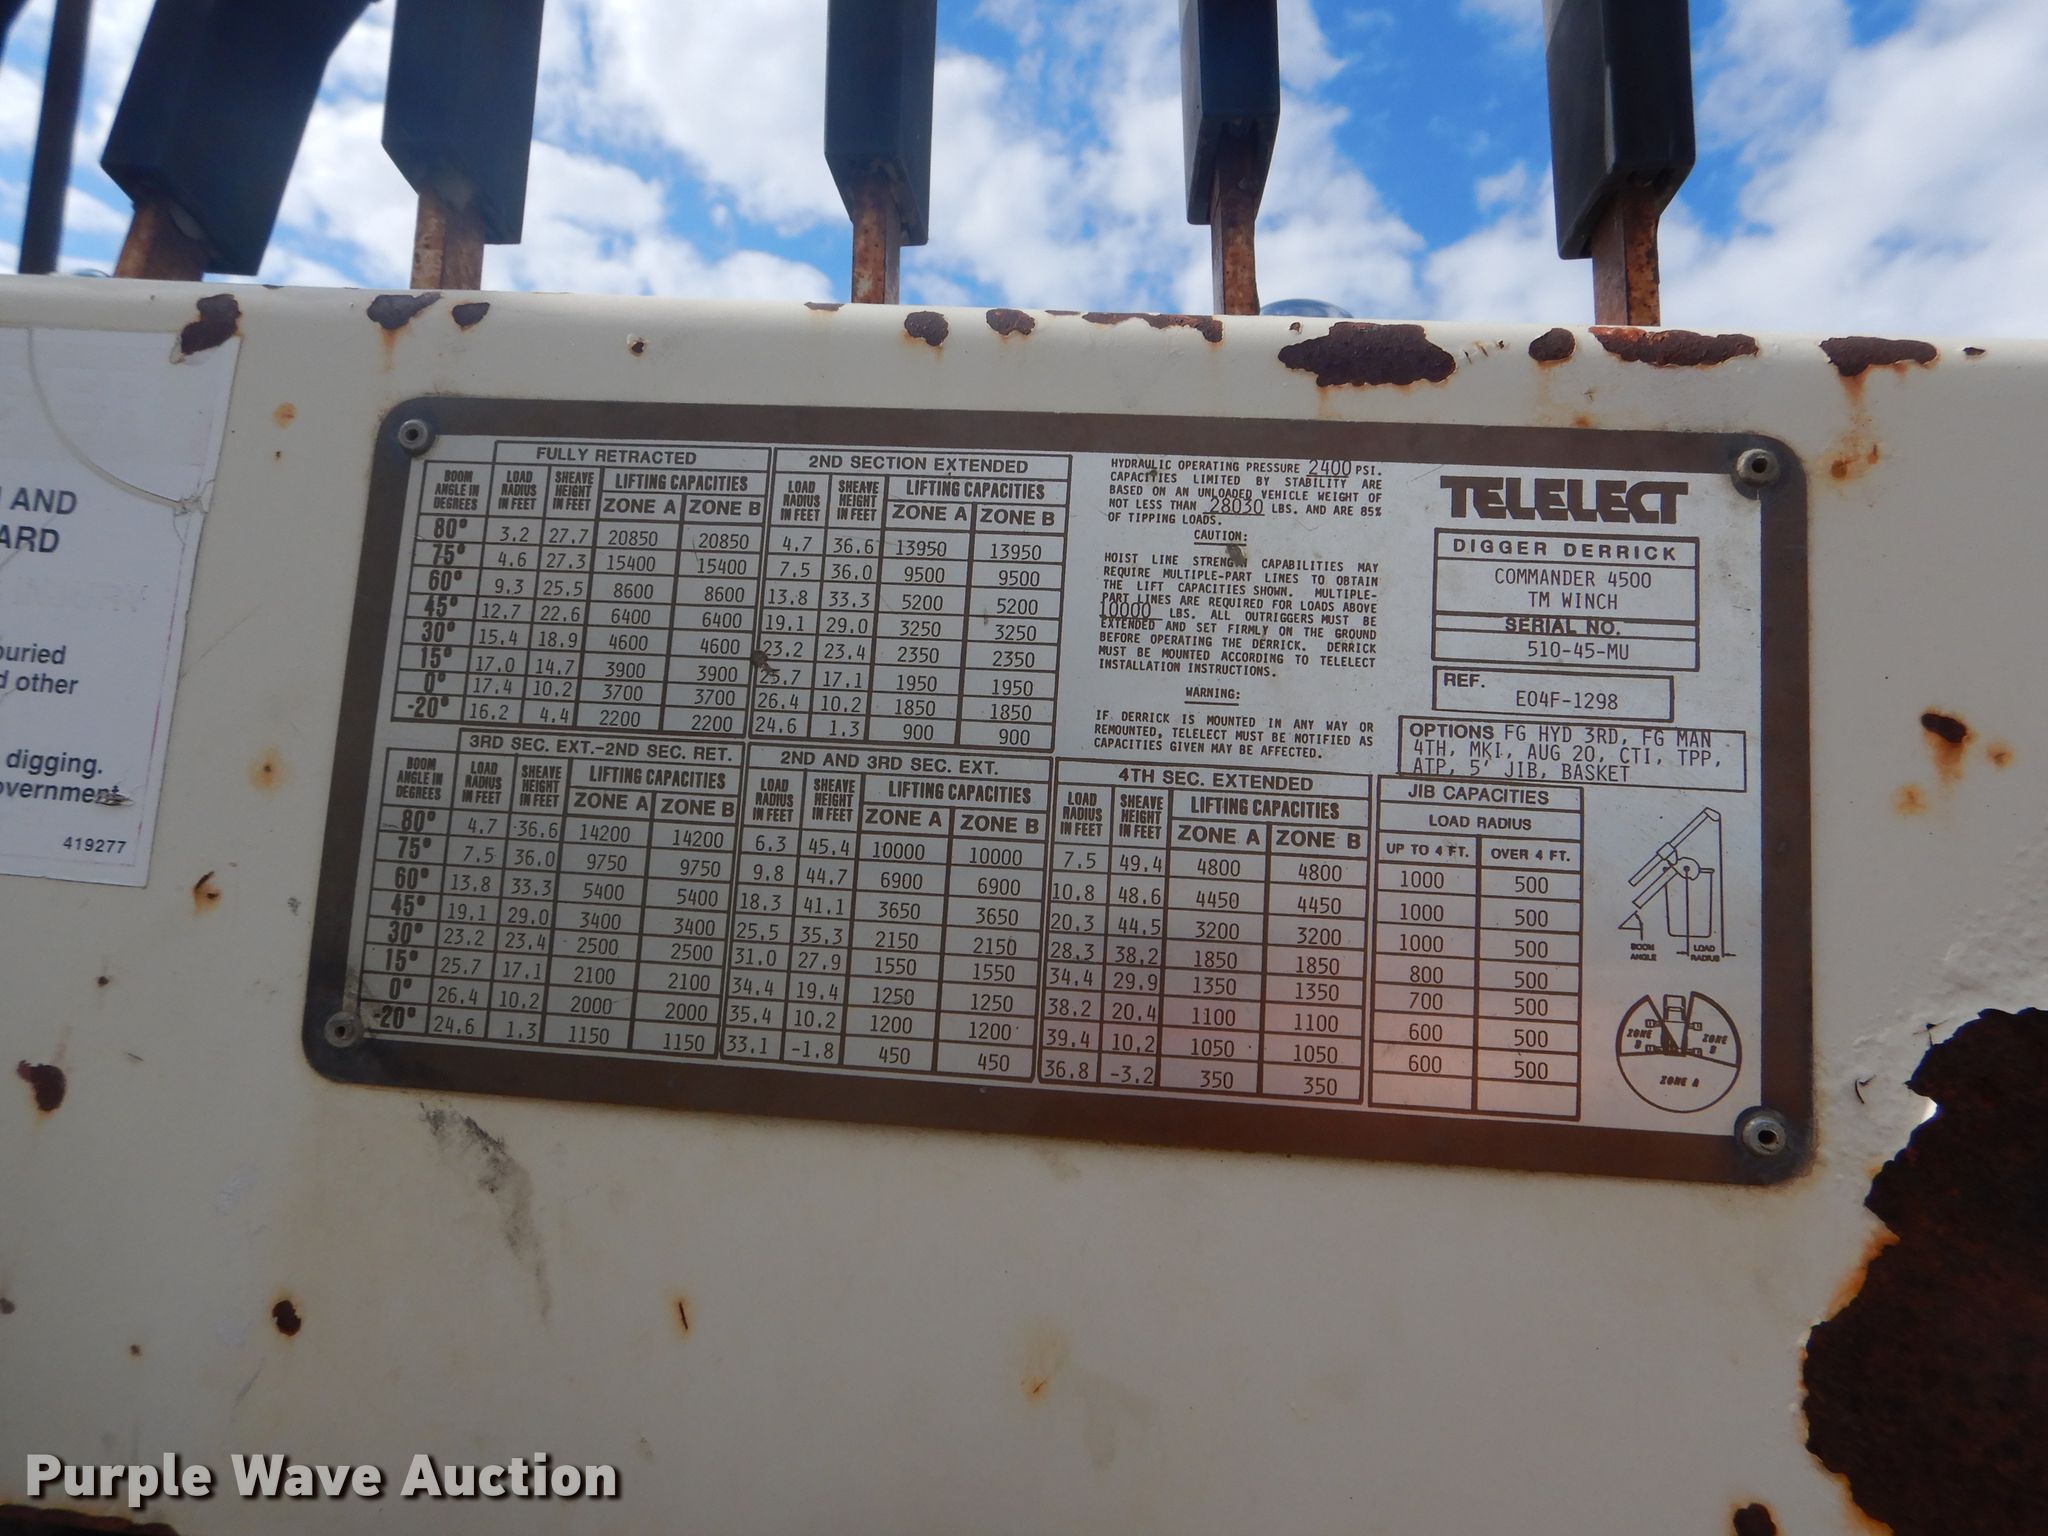 AND
ARD
ouried
d other
digging.
overnment
419277
FULLY RETRACTED
BOOM ANGLE IN DEGREES LOAD RADIUS IN FEET SHEAVE HEIGHT IN FEET LIFTING CAPACITIES
ZONE A ZONE B
80° 3.2 27.7 20850 20850
75° 4.6 27.3 15400 15400
60° 9.3 25.5 8600 8600
45° 12.7 22.6 6400 6400
30° 15.4 18.9 4600 4600
15° 17.0 14.7 3900 3900
0° 17.4 10.2 3700 3700
-20° 16.2 4.4 2200 2200
2ND SECTION EXTENDED
LOAD RADIUS IN FEET SHEAVE HEIGHT IN FEET LIFTING CAPACITIES
ZONE A ZONE B
4.7 36.6 13950 13950
7.5 36.0 9500 9500
13.8 33.3 5200 5200
19.1 29.0 3250 3250
23.2 23.4 2350 2350
25.7 17.1 1950 1950
26.4 10.2 1850 1850
24.6 1.3 900 900
HYDRAULIC OPERATING PRESSURE 2400 PSI.
CAPACITIES LIMITED BY STABILITY ARE
BASED ON AN UNLOADED VEHICLE WEIGHT OF
NOT LESS THAN 28030 LBS. AND ARE 85%
OF TIPPING LOADS.
CAUTION:
HOIST LINE STRENGTH CAPABILITIES MAY
REQUIRE MULTIPLE-PART LINES TO OBTAIN
THE LIFT CAPACITIES SHOWN. MULTIPLE-
PART LINES ARE REQUIRED FOR LOADS ABOVE
10000 LBS. ALL OUTRIGGERS MUST BE
EXTENDED AND SET FIRMLY ON THE GROUND
BEFORE OPERATING THE DERRICK. DERRICK
MUST BE MOUNTED ACCORDING TO TELELECT
INSTALLATION INSTRUCTIONS.
WARNING:
IF DERRICK IS MOUNTED IN ANY WAY OR
REMOUNTED, TELELECT MUST BE NOTIFIED AS
CAPACITIES GIVEN MAY BE AFFECTED.
TELELECT
DIGGER DERRICK
COMMANDER 4500
TM WINCH
SERIAL NO.
510-45-MU
REF. E04F-1298
OPTIONS FG HYD 3RD, FG MAN
4TH, MKI, AUG 20, CTI, TPP,
ATP, 5' JIB, BASKET
3RD SEC. EXT.-2ND SEC. RET.
BOOM ANGLE IN DEGREES LOAD RADIUS IN FEET SHEAVE HEIGHT IN FEET LIFTING CAPACITIES
ZONE A ZONE B
80° 4.7 36.6 14200 14200
75° 7.5 36.0 9750 9750
60° 13.8 33.3 5400 5400
45° 19.1 29.0 3400 3400
30° 23.2 23.4 2500 2500
15° 25.7 17.1 2100 2100
0° 26.4 10.2 2000 2000
-20° 24.6 1.3 1150 1150
2ND AND 3RD SEC. EXT.
LOAD RADIUS IN FEET SHEAVE HEIGHT IN FEET LIFTING CAPACITIES
ZONE A ZONE B
6.3 45.4 10000 10000
9.8 44.7 6900 6900
18.3 41.1 3650 3650
25.5 35.3 2150 2150
31.0 27.9 1550 1550
34.4 19.4 1250 1250
35.4 10.2 1200 1200
33.1 -1.8 450 450
4TH SEC. EXTENDED
LOAD RADIUS IN FEET SHEAVE HEIGHT IN FEET LIFTING CAPACITIES
ZONE A ZONE B
7.5 49.4 4800 4800
10.8 48.6 4450 4450
20.3 44.5 3200 3200
28.3 38.2 1850 1850
34.4 29.9 1350 1350
38.2 20.4 1100 1100
39.4 10.2 1050 1050
36.8 -3.2 350 350
JIB CAPACITIES
LOAD RADIUS
UP TO 4 FT. OVER 4 FT.
1000 500
1000 500
1000 500
800 500
700 500
600 500
600 500
BOOM ANGLE
LOAD RADIUS
ZONE B
ZONE B
ZONE A
Purple Wave Auction